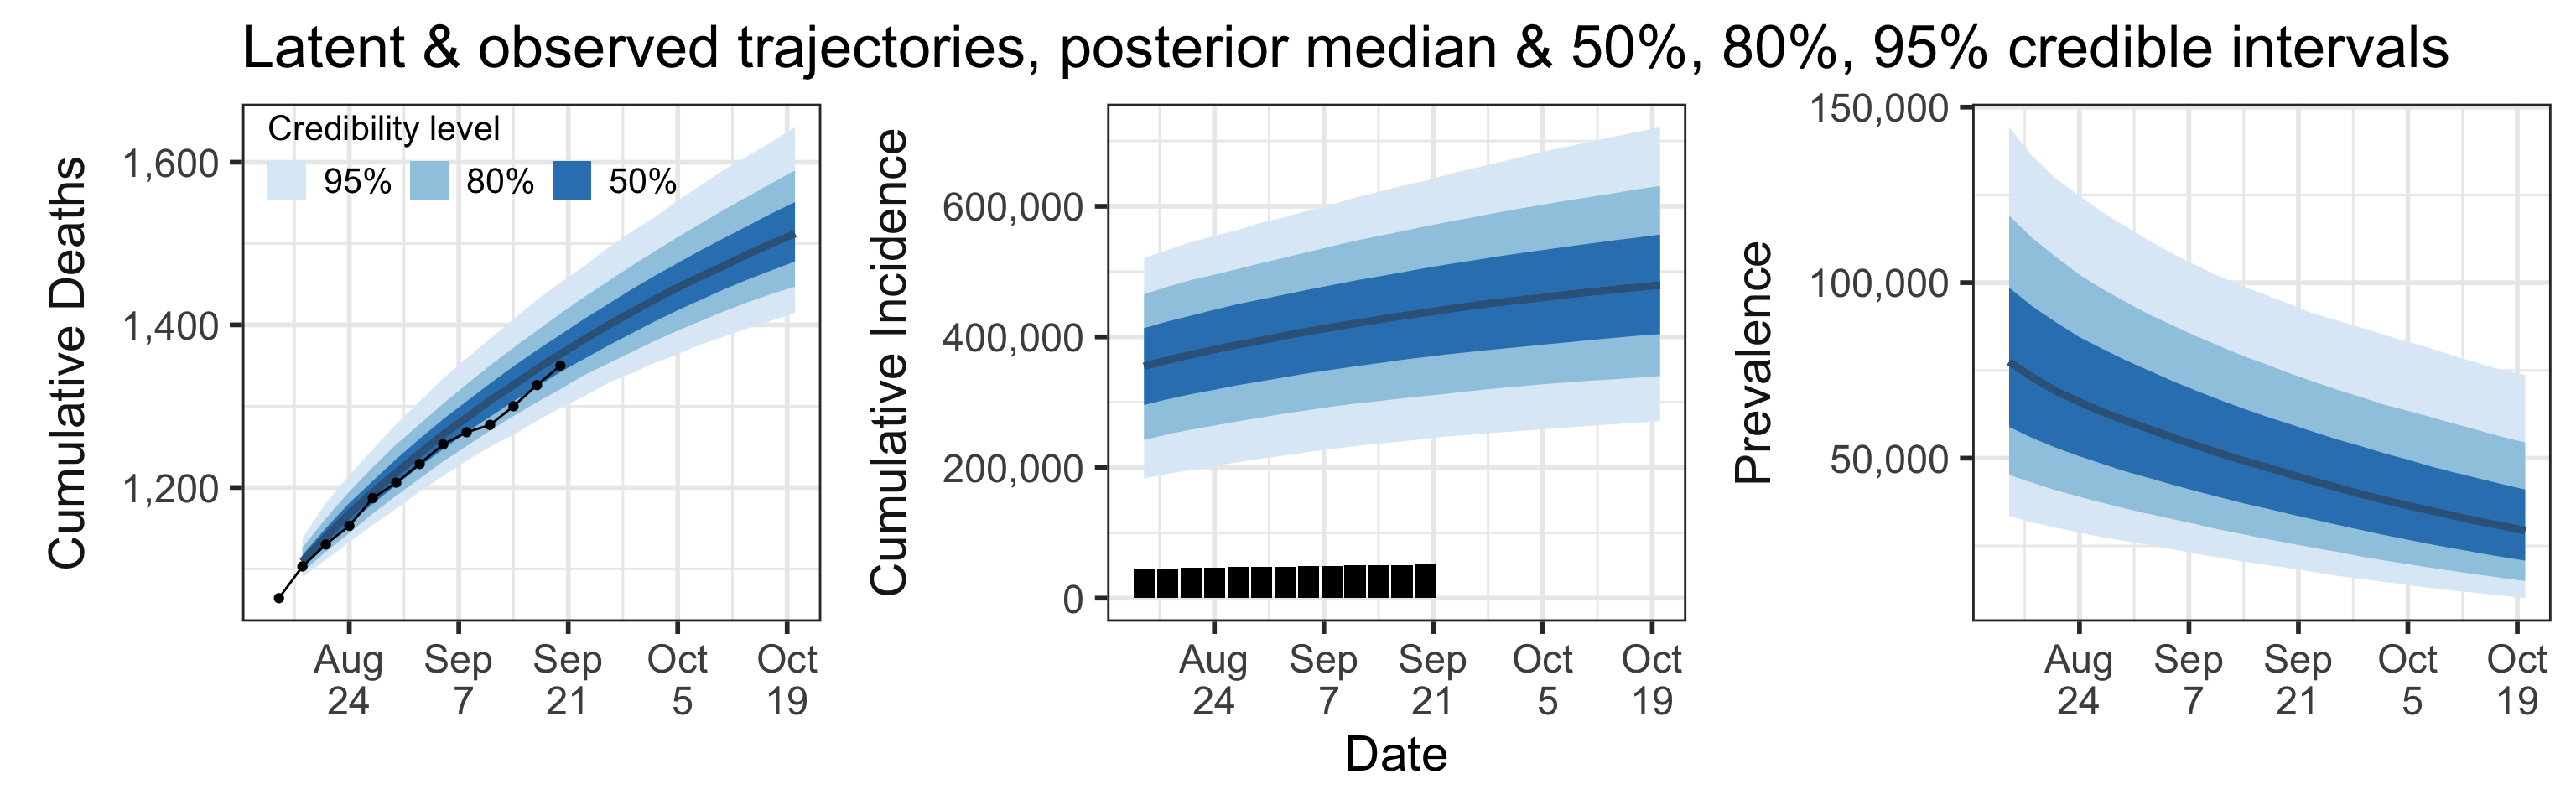 Latent & observed trajectories, posterior median & 50%, 80%, 95% credible intervals
Cumulative Deaths
1,600
1,400
1,200
Credibility level
95% 80% 50%
Aug 24
Sep 7
Sep 21
Oct 5
Oct 19
Cumulative Incidence
600,000
400,000
200,000
0
Aug 24
Sep 7
Sep 21
Oct 5
Oct 19
Prevalence
150,000
100,000
50,000
Aug 24
Sep 7
Sep 21
Oct 5
Oct 19
Date